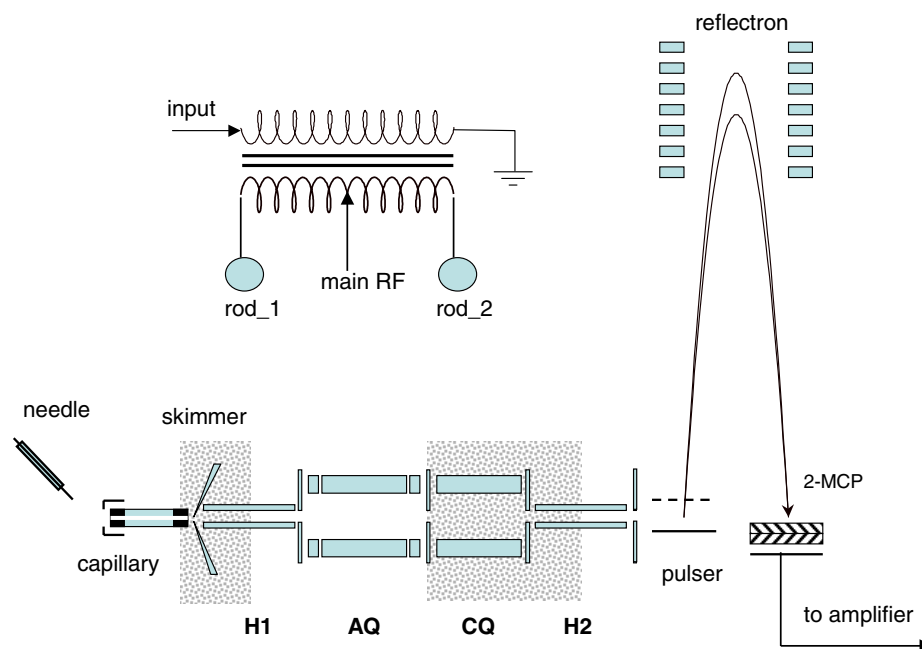 reflectron
input
main RF
rod_1
rod_2
needle
skimmer
2-MCP
capillary
pulser
to amplifier
H1
AQ
CQ
H2